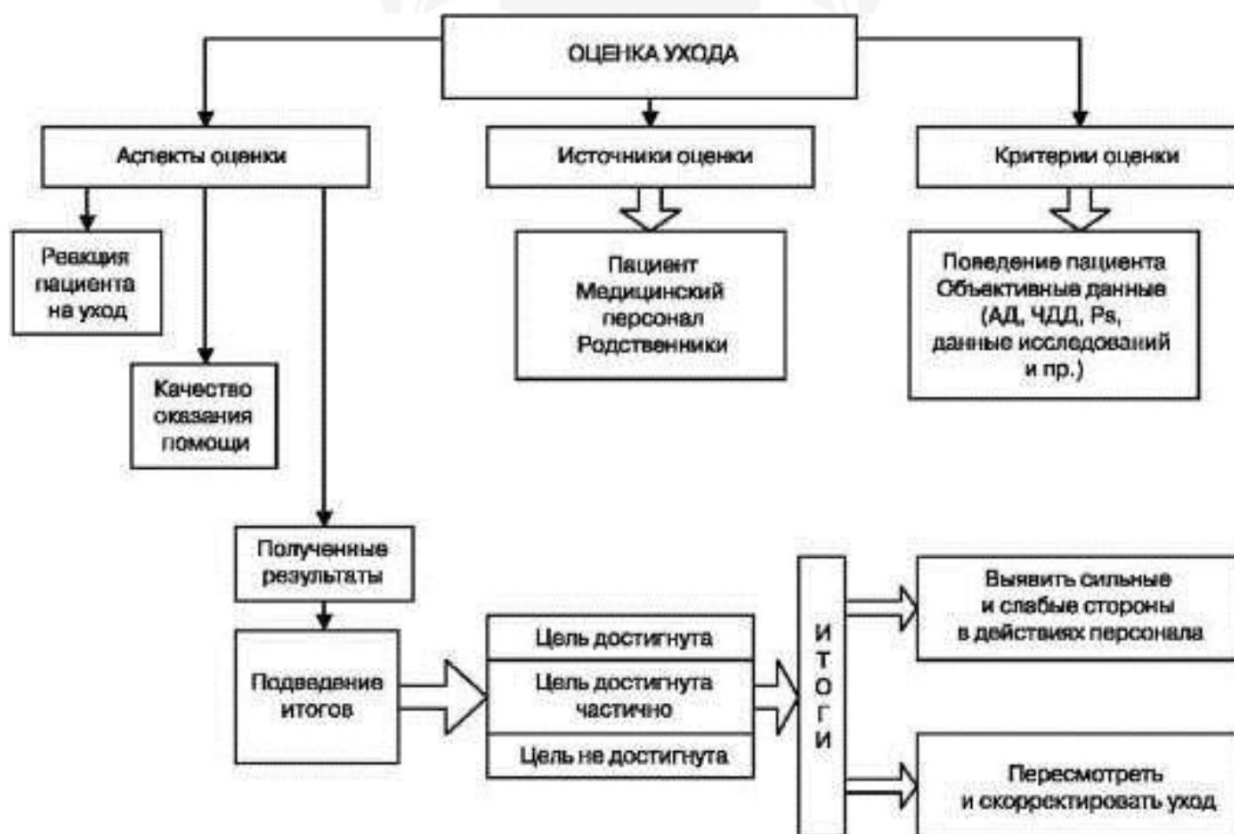 ОЦЕНКА УХОДА
Аспекты оценки
Источники оценки
Критерии оценки
Реакция
пациента
на уход
Пациент
Медицинский
персонал
Родственники
Поведение пациента
Объективные данные
(АД, ЧДД, Ps,
данные исследований
и пр.)
Качество
оказания
помощи
Полученные
результаты
Подведение
итогов
Цель достигнута
Цель достигнута
частично
Цель не достигнута
ИТОГИ
Выявить сильные
и слабые стороны
в действиях персонала
Пересмотреть
и скорректировать уход